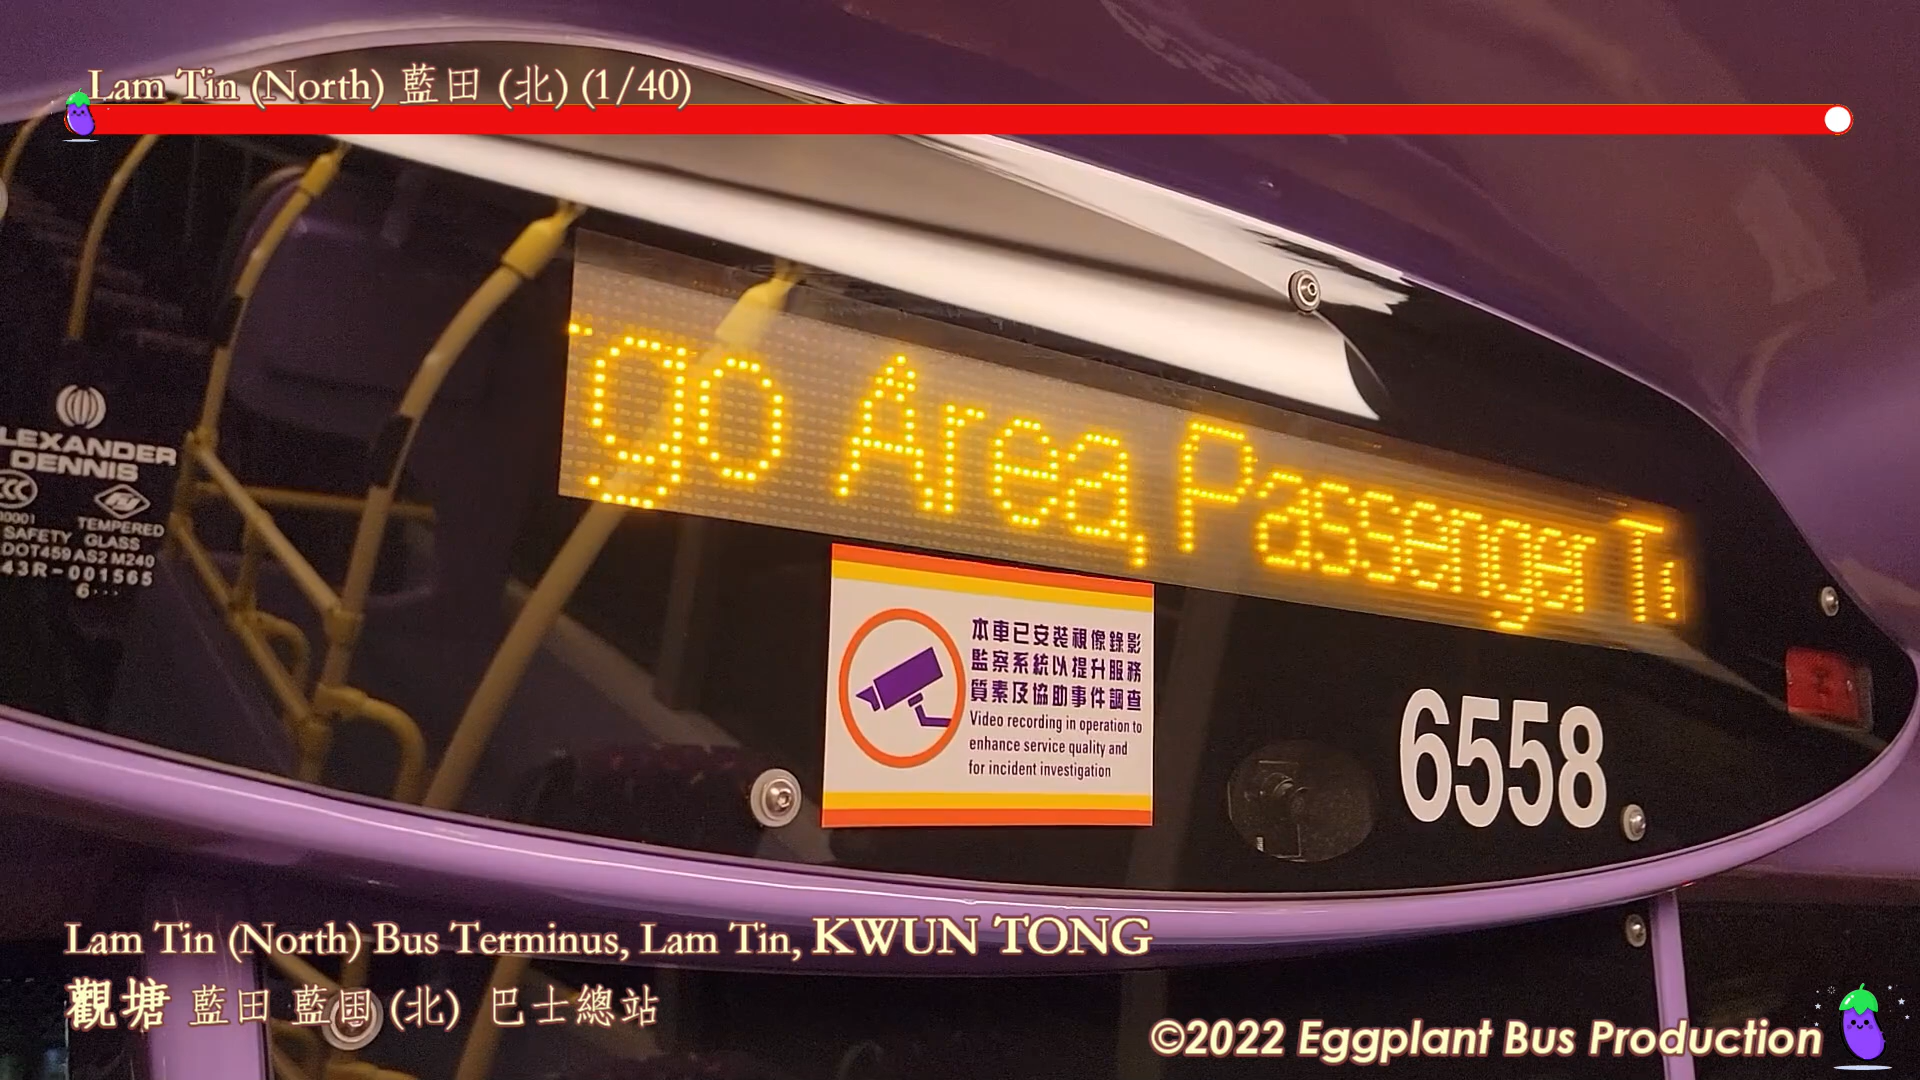 Lam Tin (North) 藍田 (北) (1/40)
go Area, Passenger
LEXANDER
DENNIS
TEMPERED
SAFETY GLASS
DOT459 AS2 M240
43R-001565
6···
本車已安裝視像錄影
監察系統以提升服務
質素及協助事件調查
Video recording in operation to
enhance service quality and
for incident investigation
6558
Lam Tin (North) Bus Terminus, Lam Tin, KWUN TONG
觀塘 藍田 藍田 (北) 巴士總站
©2022 Eggplant Bus Production